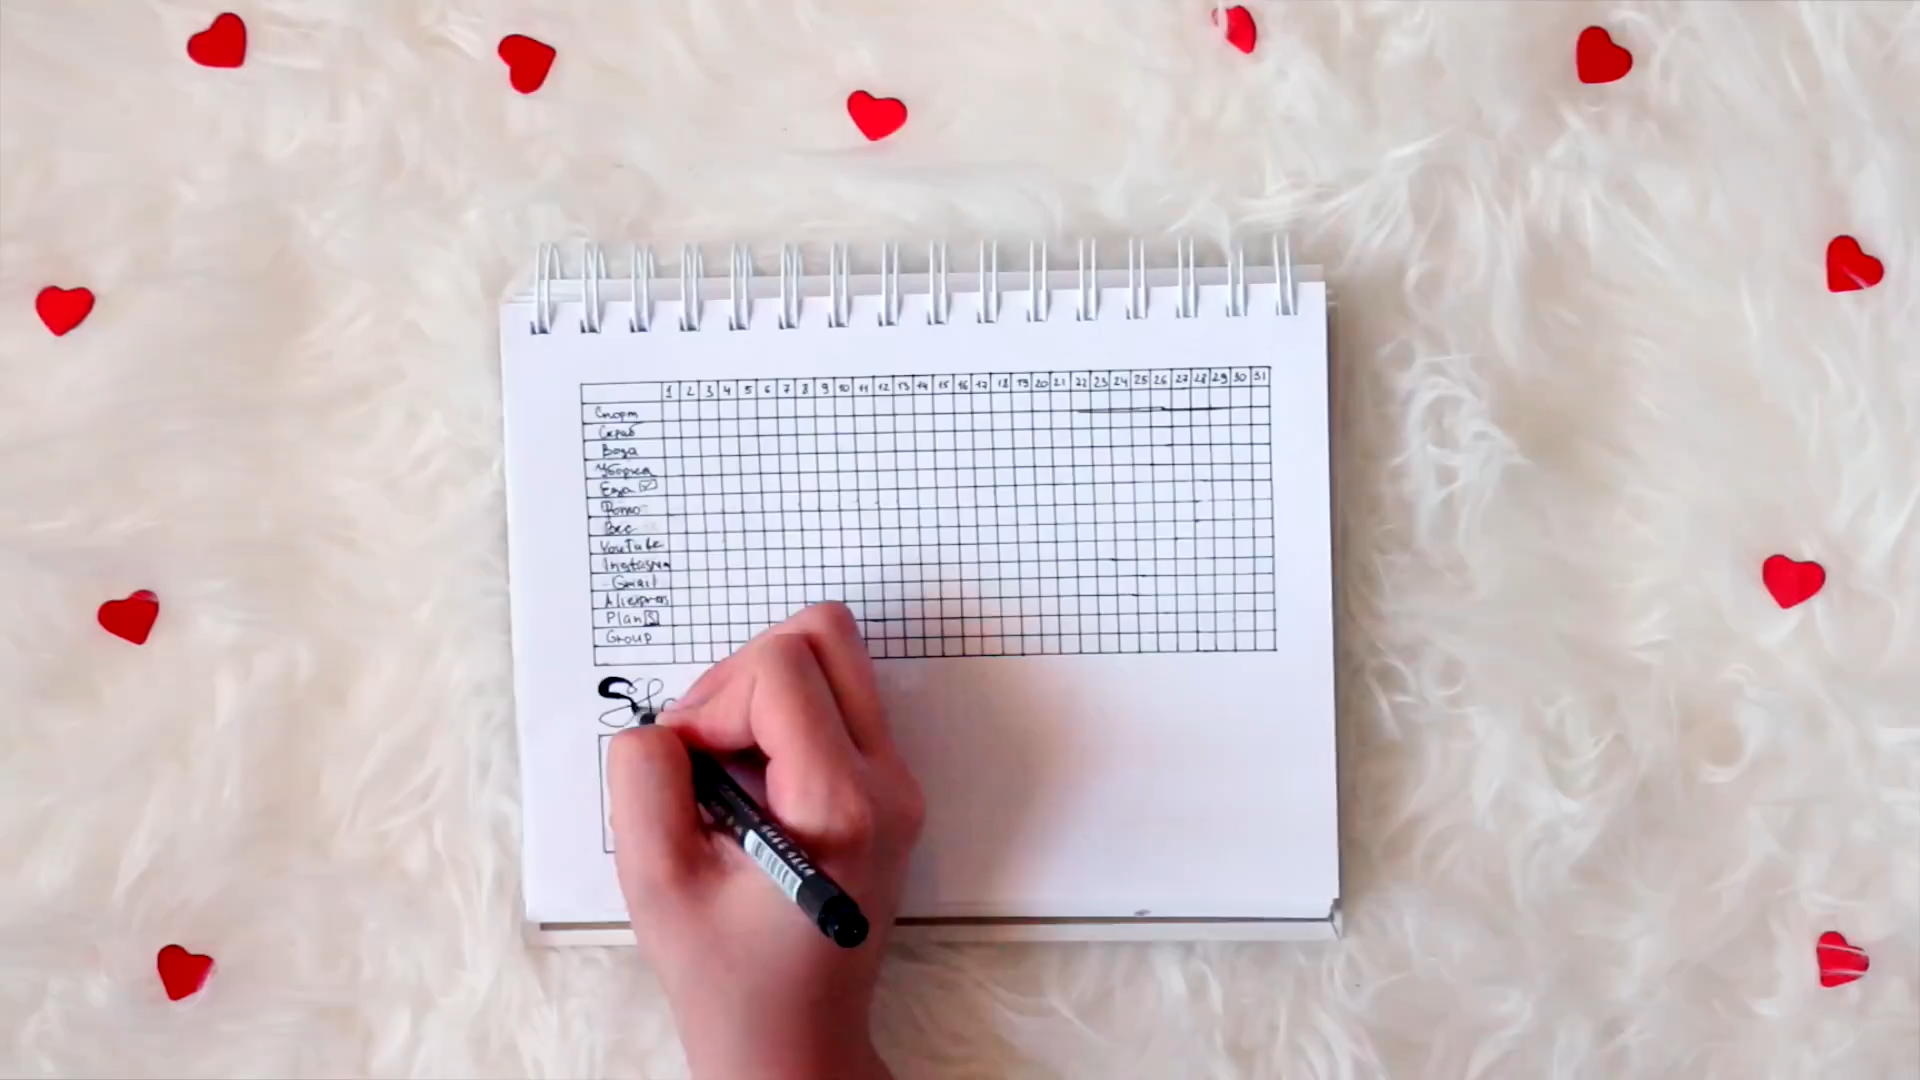 1 2 3 4 5 6 7 8 9 10 11 12 13 14 15 16 17 18 19 20 21 22 23 24 25 26 27 28 29 30 31
Спорт
Скраб
Вода
Уборка
Еда
Фото
Вес
YouTube
Instagram
Gmail
Aliexpress
Plan
Group